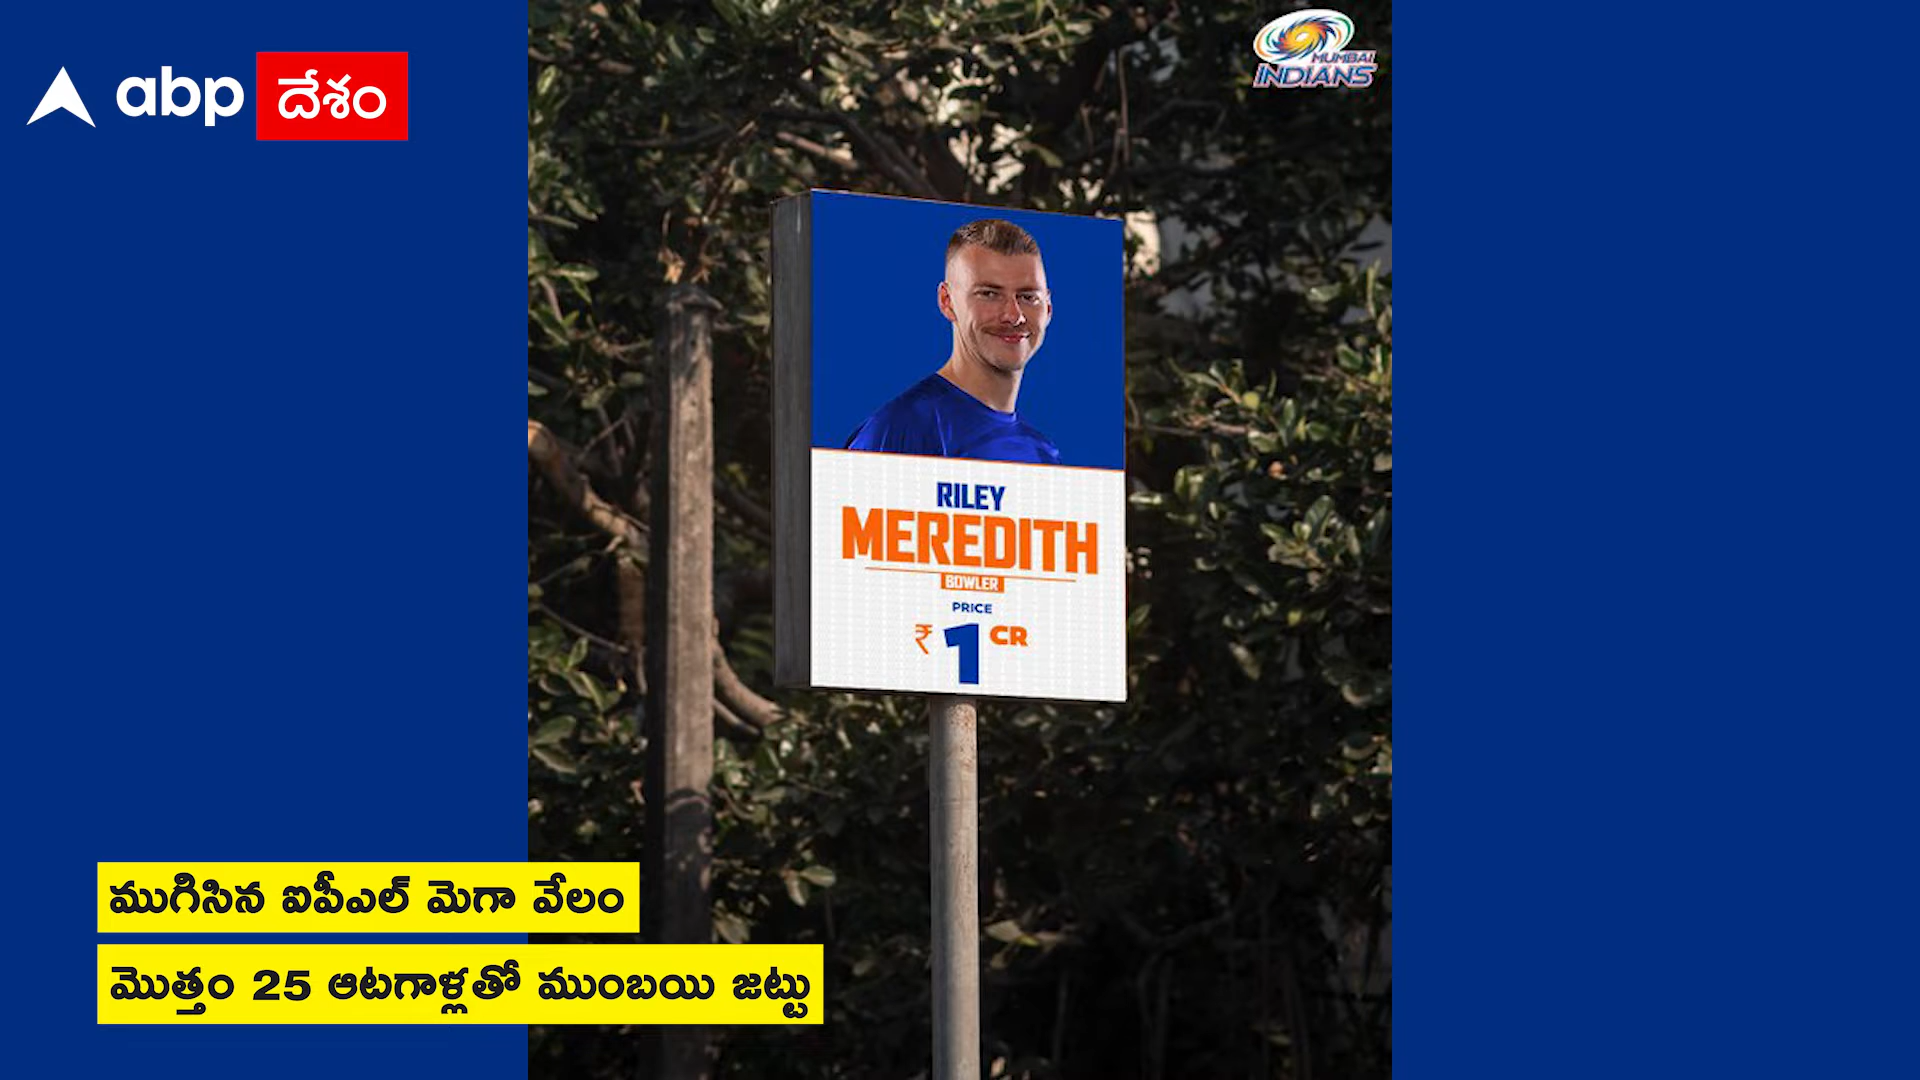 abp దేశం
MUMBAI
INDIANS
RILEY
MEREDITH
BOWLER
PRICE
₹ 1 CR
ముగిసిన ఐపీఎల్ మెగా వేలం
మొత్తం 25 ఆటగాళ్లతో ముంబయి జట్టు